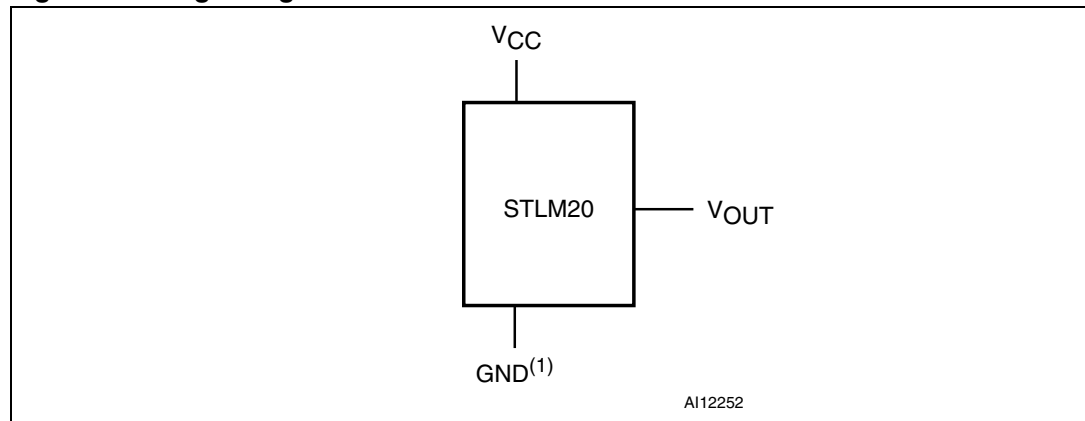 VCC
STLM20
VOUT
GND(1)
AI12252